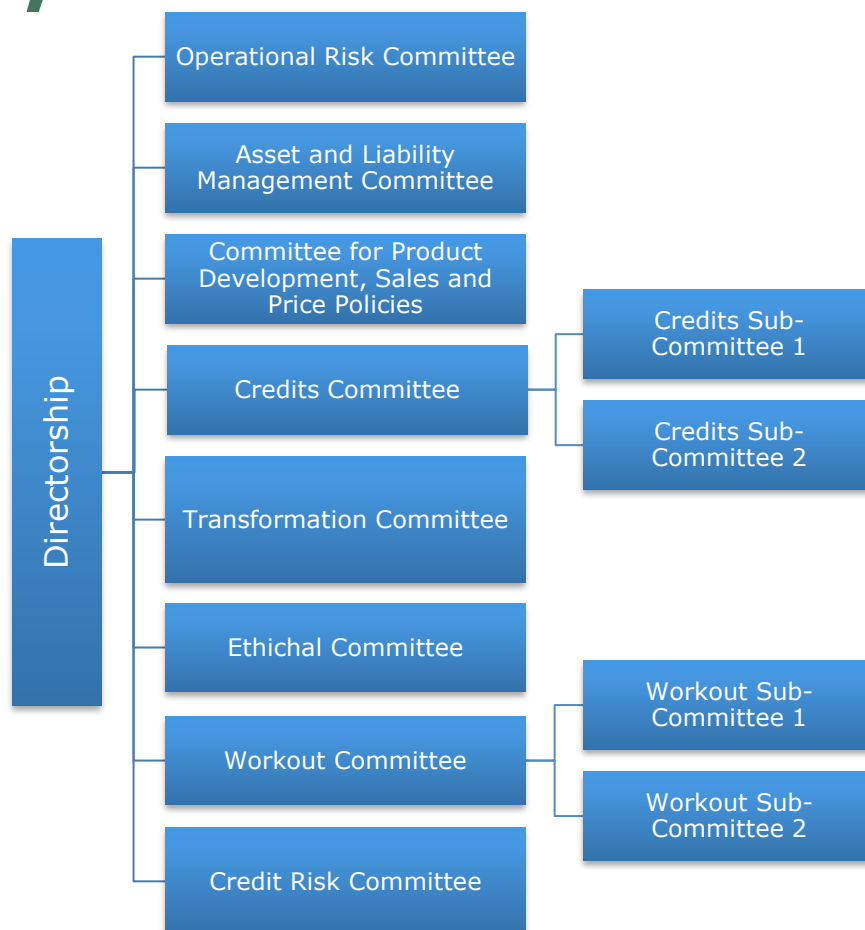 Directorship
Operational Risk Committee
Asset and Liability
Management Committee
Committee for Product
Development, Sales and
Price Policies
Credits Committee
Credits Sub-
Committee 1
Credits Sub-
Committee 2
Transformation Committee
Ethichal Committee
Workout Committee
Workout Sub-
Committee 1
Workout Sub-
Committee 2
Credit Risk Committee